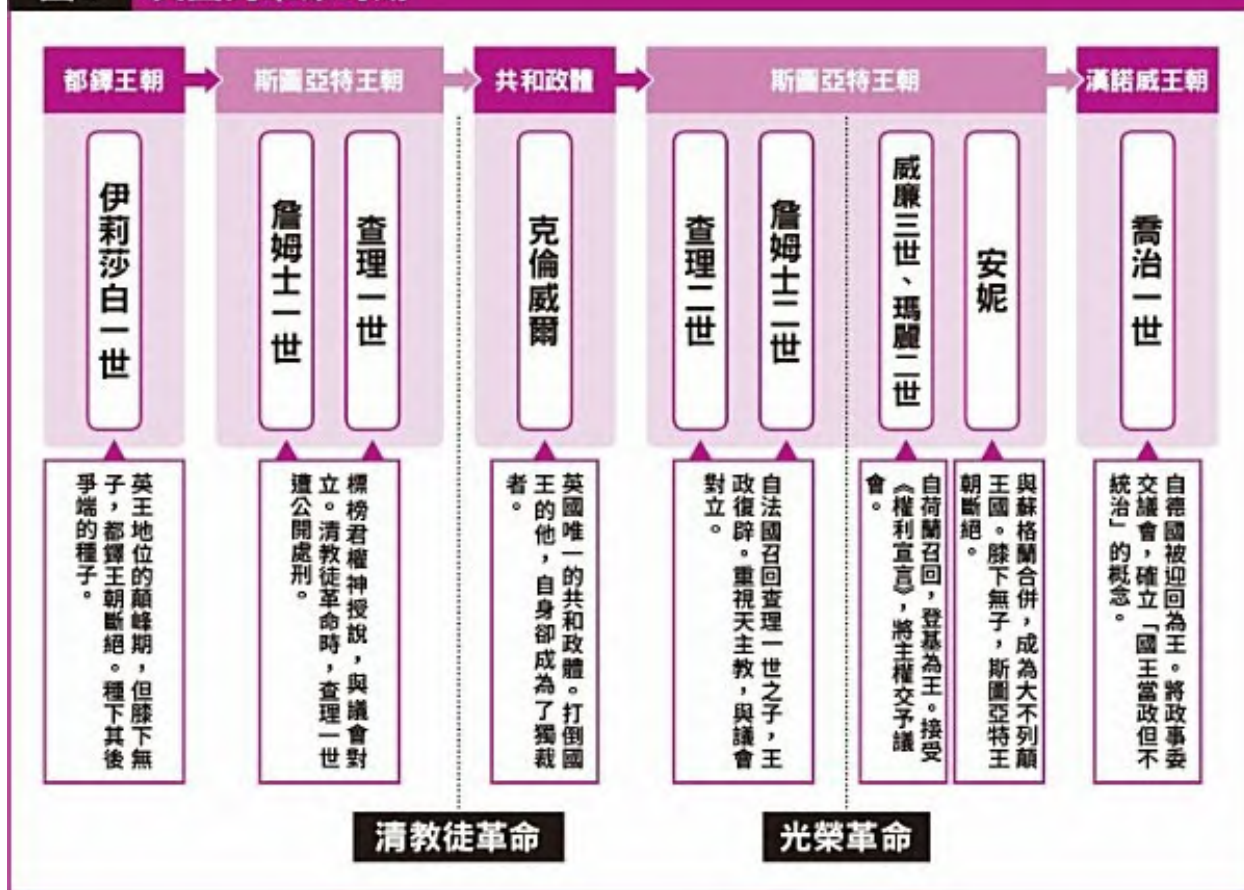 都鐸王朝
斯圖亞特王朝
共和政體
斯圖亞特王朝
漢諾威王朝
伊莉莎白一世
詹姆士一世
查理一世
克倫威爾
查理二世
詹姆士二世
威廉三世、瑪麗二世
安妮
喬治一世
英王地位的顛峰期,但膝下無
子,都鐸王朝斷絕。種下其後
爭端的種子。
標榜君權神授說,與議會對
立。清教徒革命時,查理一世
遭公開處刑。
英國唯一的共和政體。打倒國
王的他,自身卻成為了獨裁
者。
自法國召回查理一世之子,王
政復辟。重視天主教,與議會
對立。
自荷蘭召回,登基為王。接受
《權利宣言》,將主權交予議
會。
與蘇格蘭合併,成為大不列顛
王國。膝下無子,斯圖亞特王
朝斷絕。
自德國被迎回為王。將政事委
交議會,確立「國王當政但不
統治」的概念。
清教徒革命
光榮革命